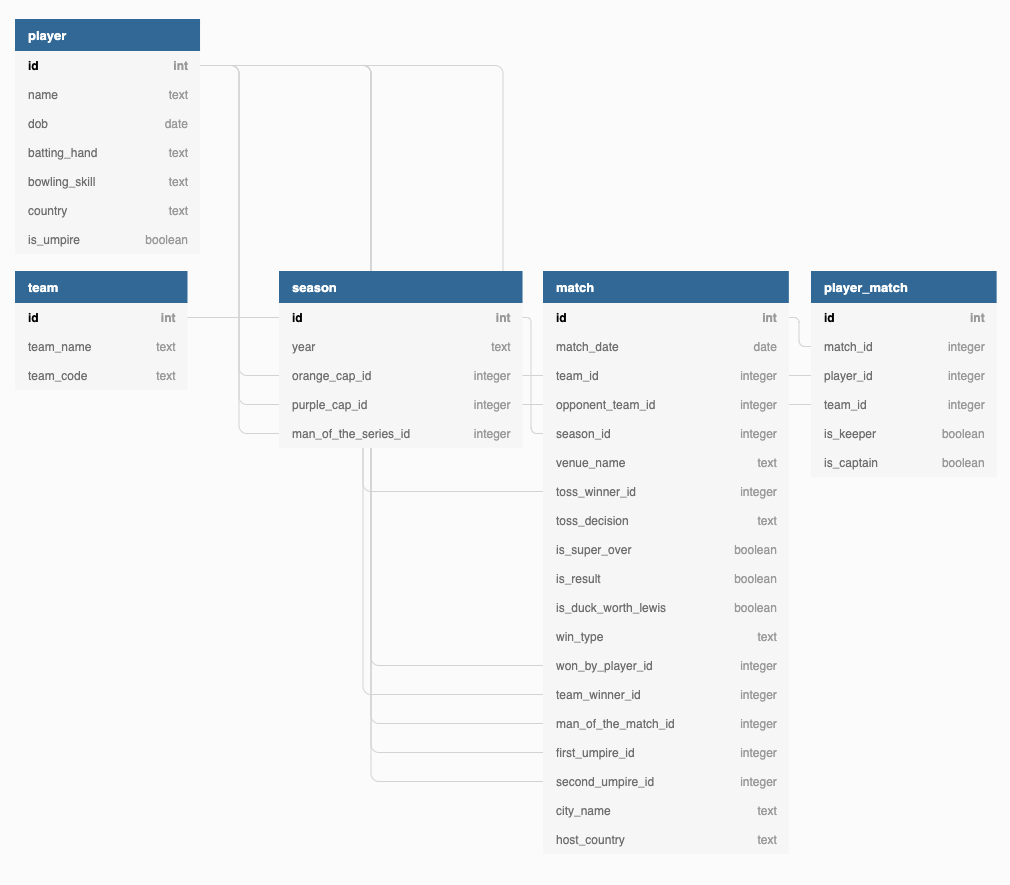 player
id int
name text
dob date
batting_hand text
bowling_skill text
country text
is_umpire boolean
team
id int
team_name text
team_code text
season
id int
year text
orange_cap_id integer
purple_cap_id integer
man_of_the_series_id integer
match
id int
match_date date
team_id integer
opponent_team_id integer
season_id integer
venue_name text
toss_winner_id integer
toss_decision text
is_super_over boolean
is_result boolean
is_duck_worth_lewis boolean
win_type text
won_by_player_id integer
team_winner_id integer
man_of_the_match_id integer
first_umpire_id integer
second_umpire_id integer
city_name text
host_country text
player_match
id int
match_id integer
player_id integer
team_id integer
is_keeper boolean
is_captain boolean